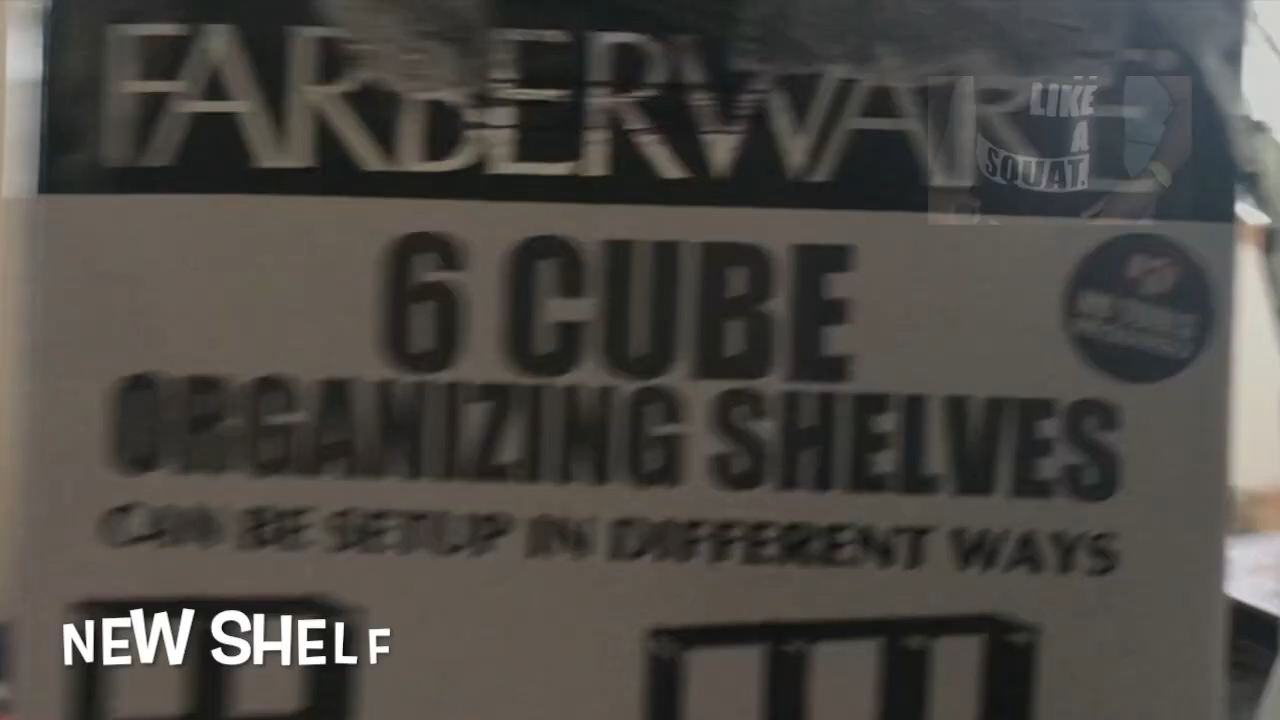 FARBERWARE
LIKE
A
SQUAT.
6 CUBE
ORGANIZING SHELVES
CAN BE SETUP IN DIFFERENT WAYS
NEW SHELF